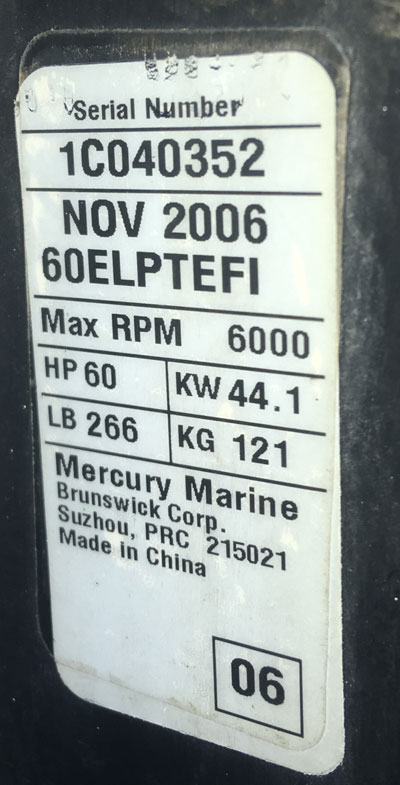 Serial Number
1C040352
NOV 2006
60ELPTEFI
Max RPM 6000
HP 60 KW 44.1
LB 266 KG 121
Mercury Marine
Brunswick Corp.
Suzhou, PRC 215021
Made in China
06